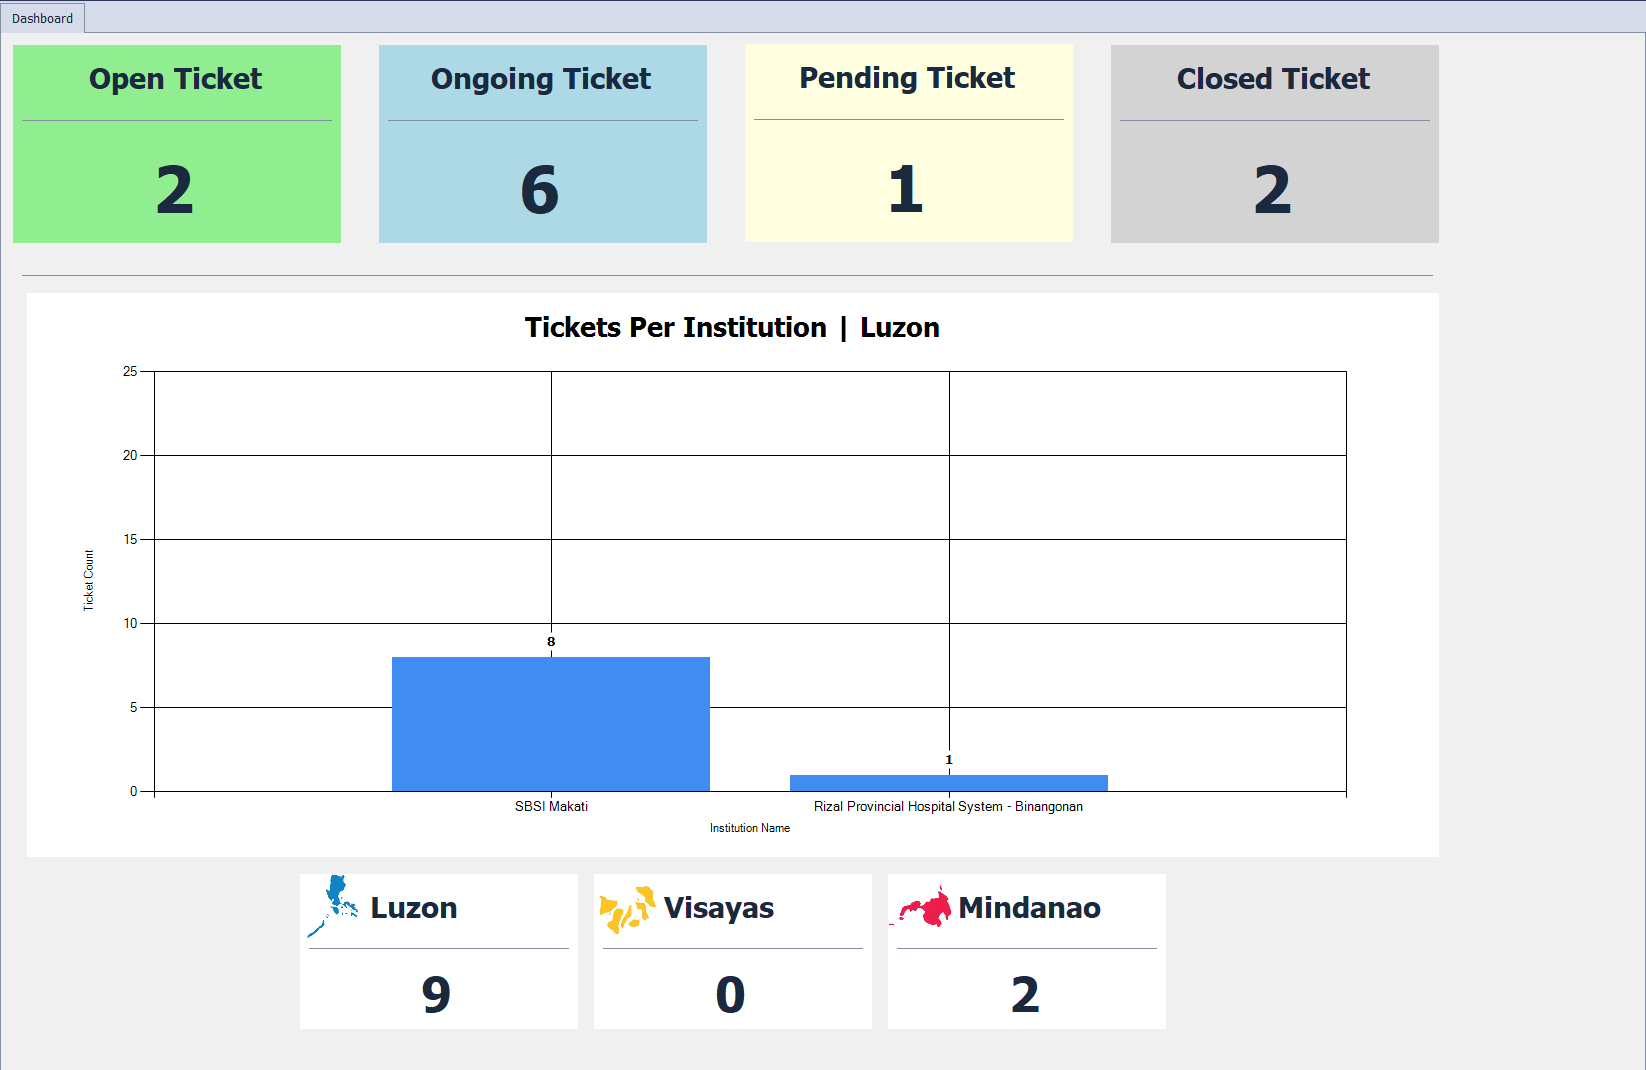 Dashboard
Open Ticket
2
Ongoing Ticket
6
Pending Ticket
1
Closed Ticket
2
Tickets Per Institution | Luzon
Ticket Count
25
20
15
10
5
0
8
1
SBSI Makati
Rizal Provincial Hospital System - Binangonan
Institution Name
Luzon
9
Visayas
0
Mindanao
2